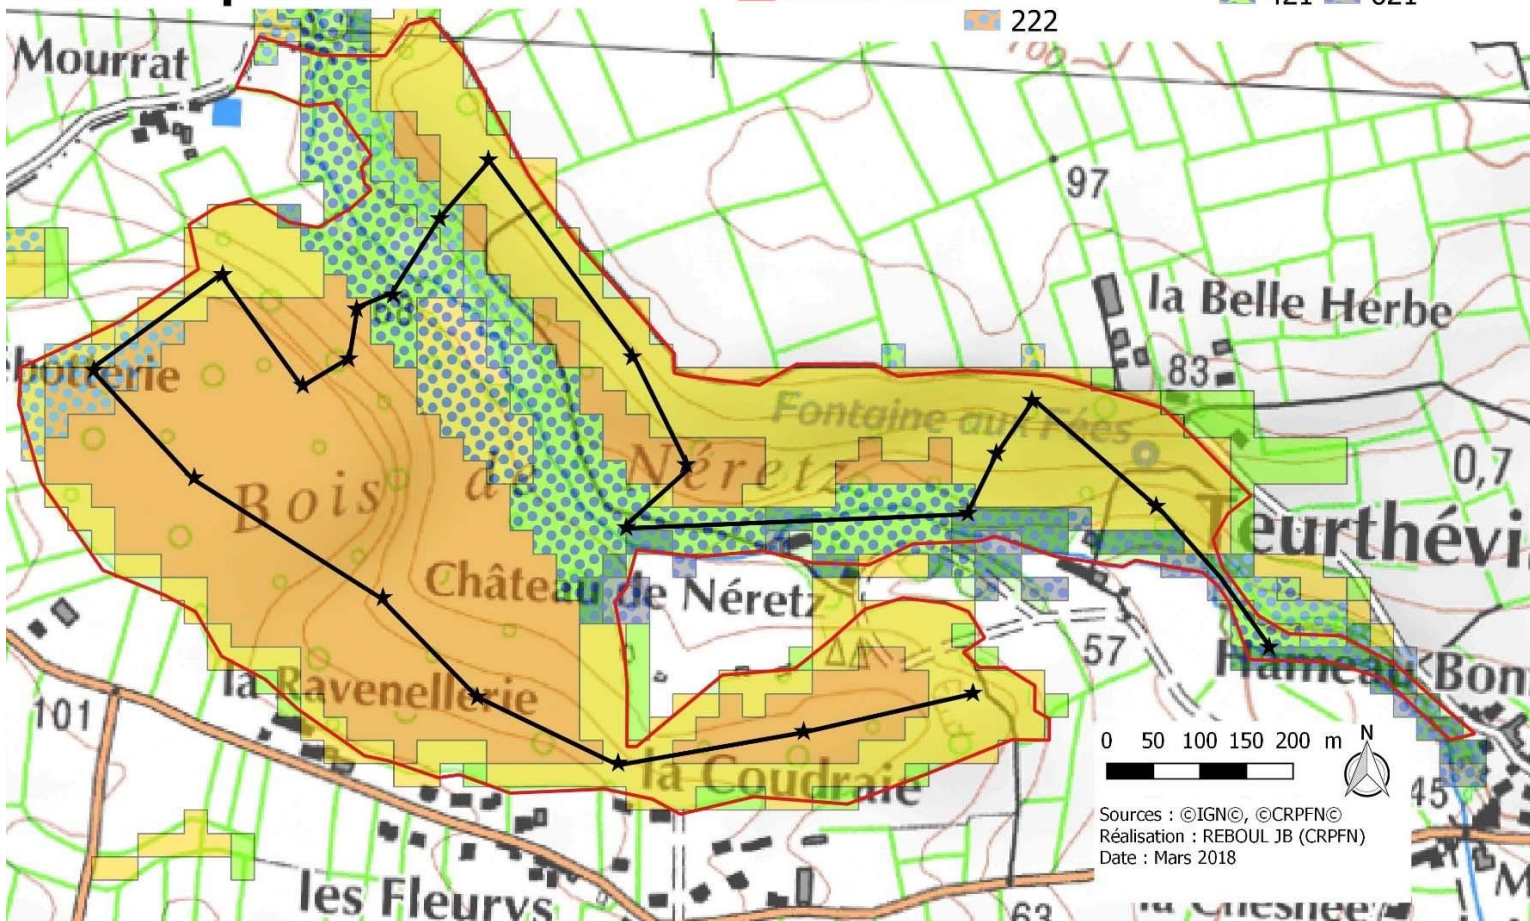 222
Mourrat
100
97
la Belle Herbe
83
Fontaine aux Fées
Bois de Néretz
0,7
Teurthévi
Château de Néretz
57
Hameau Bon
la Ravenellerie
101
la Coudraie
0 50 100 150 200 m
N
45
Sources : ©IGN©, ©CRPFN©
Réalisation : REBOUL JB (CRPFN)
Date : Mars 2018
les Fleurys
63